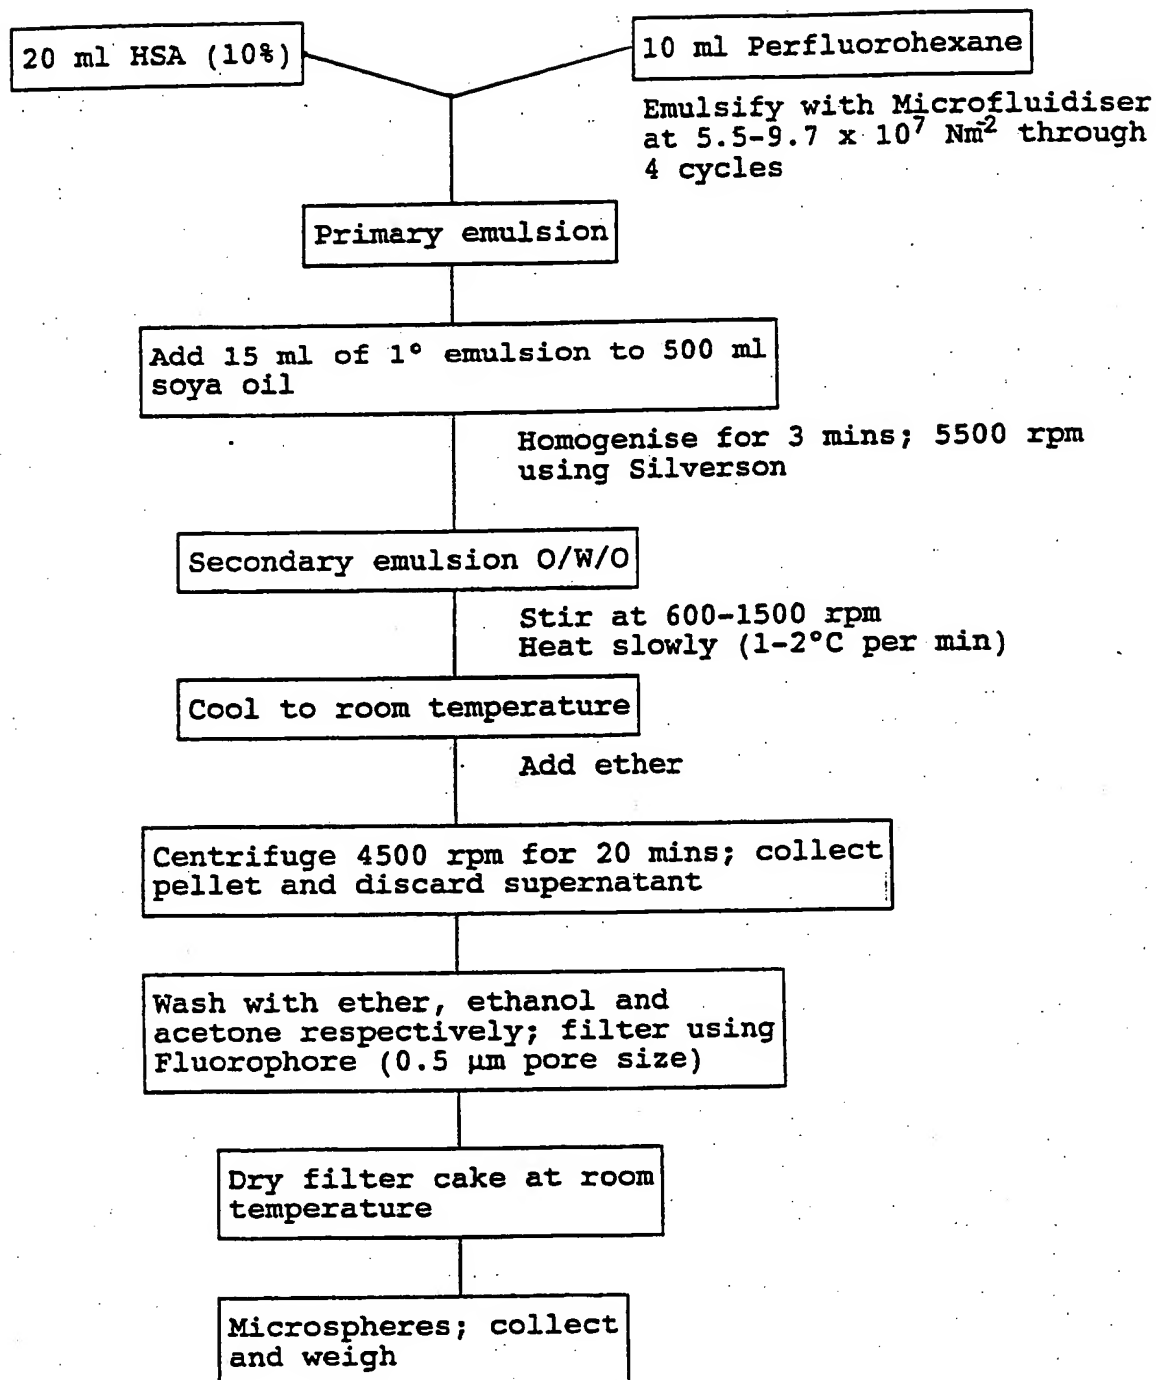 20 ml HSA (10%)
10 ml Perfluorohexane
Emulsify with Microfluidiser
at 5.5-9.7 x 10⁷ Nm⁻² through
4 cycles
Primary emulsion
Add 15 ml of 1° emulsion to 500 ml
soya oil
Homogenise for 3 mins; 5500 rpm
using Silverson
Secondary emulsion O/W/O
Stir at 600-1500 rpm
Heat slowly (1-2°C per min)
Cool to room temperature
Add ether
Centrifuge 4500 rpm for 20 mins; collect
pellet and discard supernatant
Wash with ether, ethanol and
acetone respectively; filter using
Fluorophore (0.5 µm pore size)
Dry filter cake at room
temperature
Microspheres; collect
and weigh